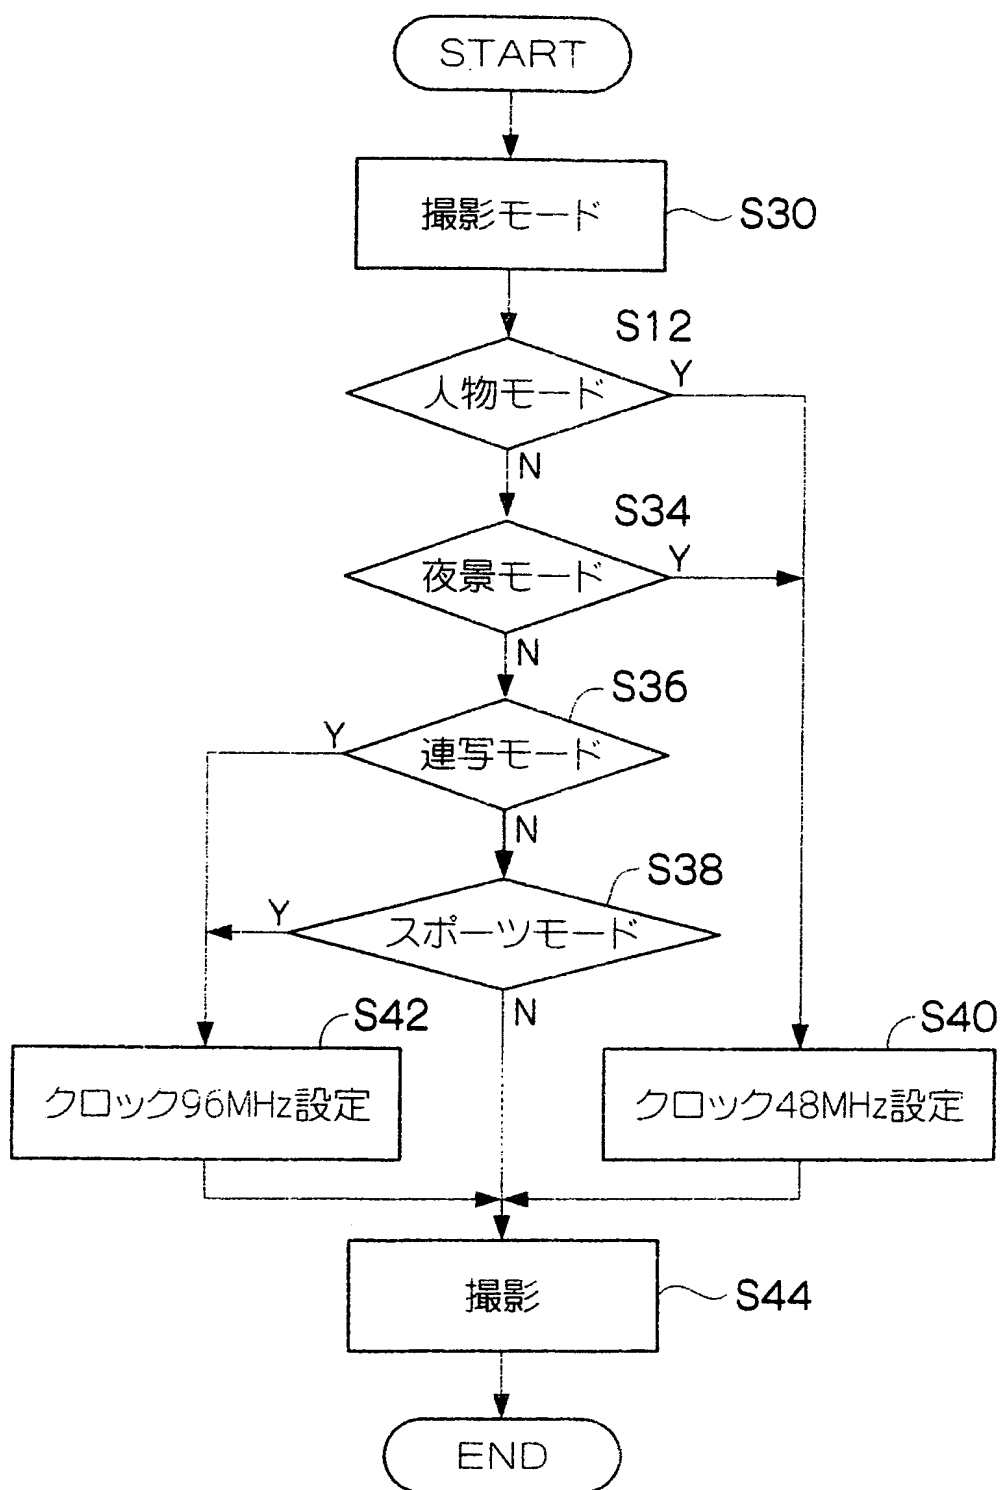 START
撮影モード
S30
S12
人物モード
Y
N
S34
夜景モード
Y
N
S36
Y
連写モード
N
S38
Y
スポーツモード
N
S42
S40
クロック96MHz設定
クロック48MHz設定
撮影
S44
END